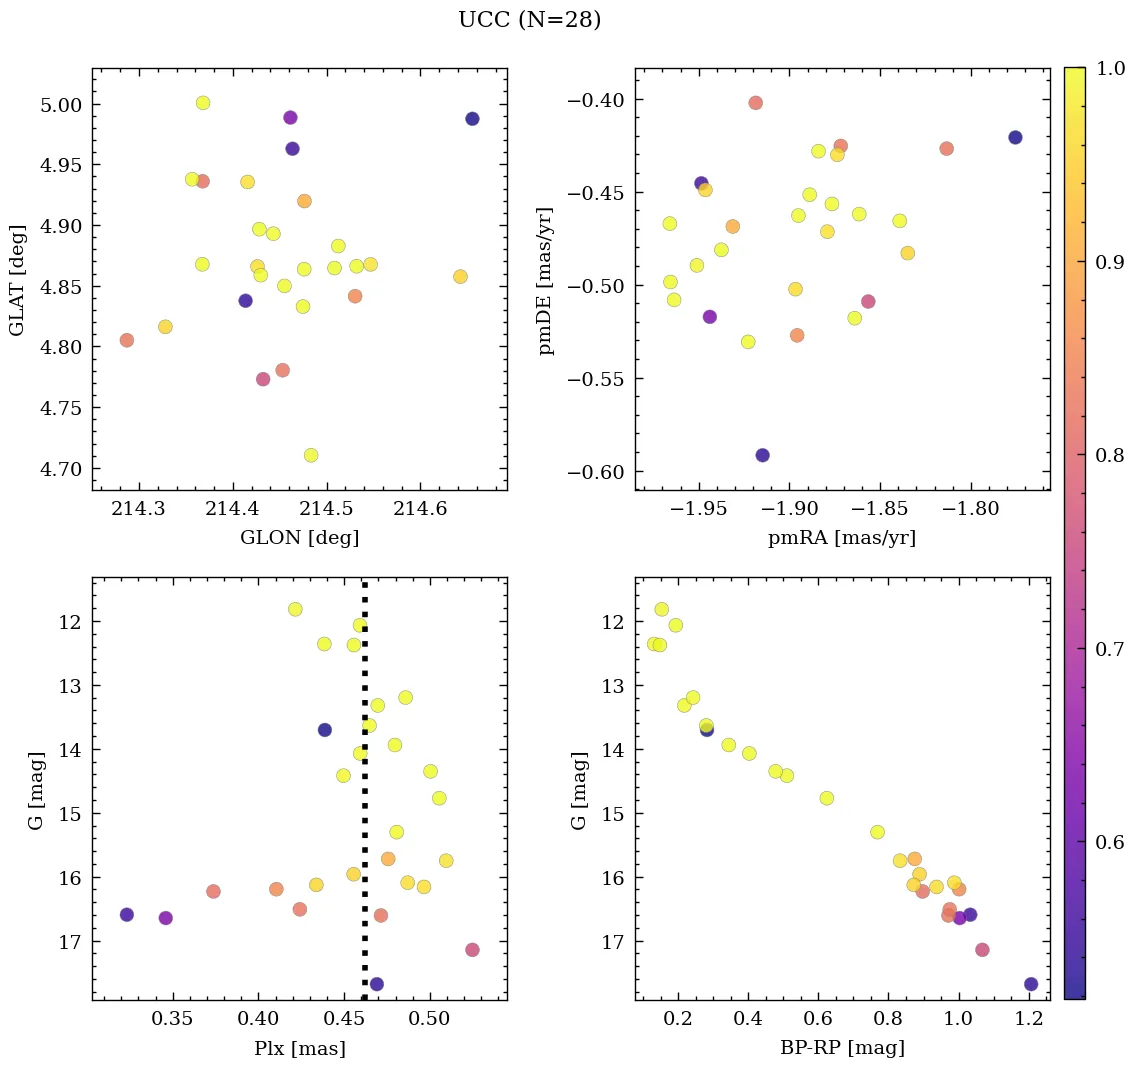 UCC (N=28)
5.00
4.95
4.90
4.85
4.80
4.75
4.70
GLAT [deg]
214.3 214.4 214.5 214.6
GLON [deg]
−0.40
−0.45
−0.50
−0.55
−0.60
pmDE [mas/yr]
−1.95 −1.90 −1.85 −1.80
pmRA [mas/yr]
12
13
14
15
16
17
G [mag]
0.35 0.40 0.45 0.50
Plx [mas]
12
13
14
15
16
17
G [mag]
0.2 0.4 0.6 0.8 1.0 1.2
BP-RP [mag]
1.0
0.9
0.8
0.7
0.6